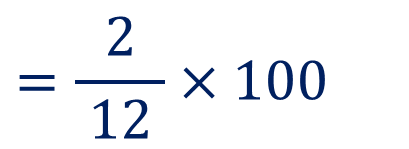 = 2/12 × 100